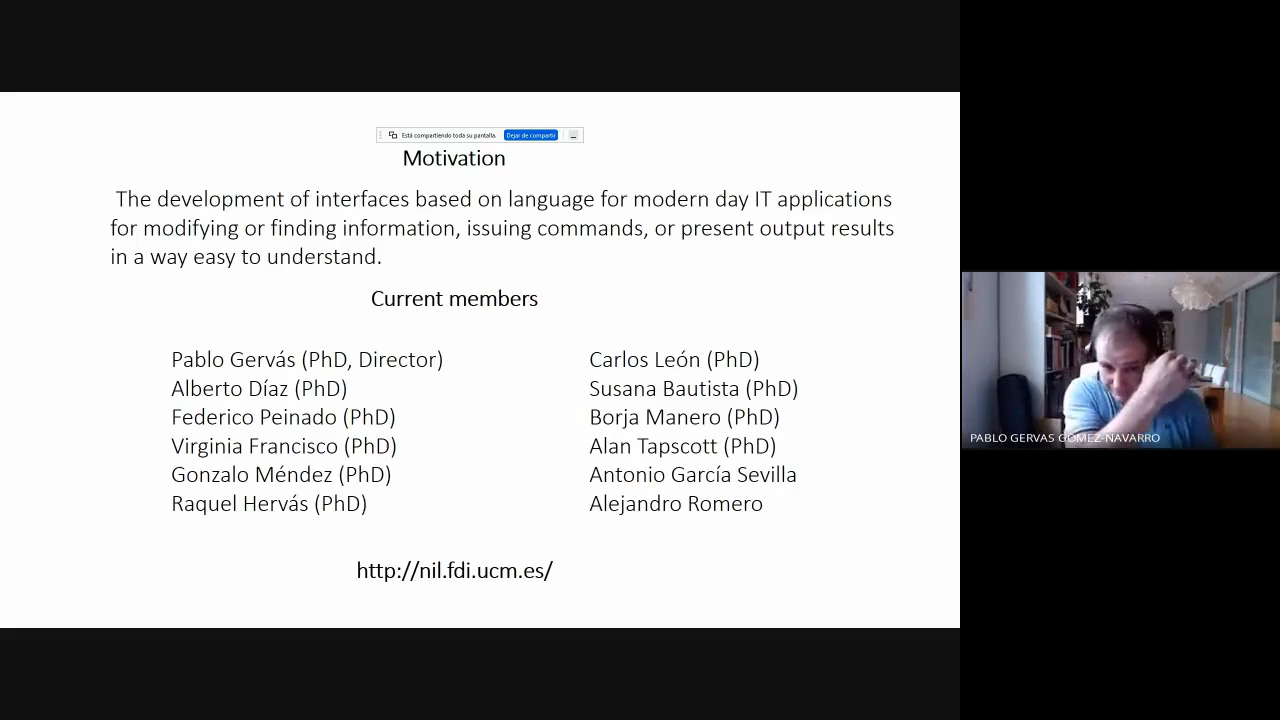 Está compartiendo toda su pantalla.
Dejar de compartir
Motivation
The development of interfaces based on language for modern day IT applications
for modifying or finding information, issuing commands, or present output results
in a way easy to understand.
Current members
Pablo Gervás (PhD, Director)
Alberto Díaz (PhD)
Federico Peinado (PhD)
Virginia Francisco (PhD)
Gonzalo Méndez (PhD)
Raquel Hervás (PhD)
Carlos León (PhD)
Susana Bautista (PhD)
Borja Manero (PhD)
Alan Tapscott (PhD)
Antonio García Sevilla
Alejandro Romero
http://nil.fdi.ucm.es/
PABLO GERVAS GOMEZ-NAVARRO